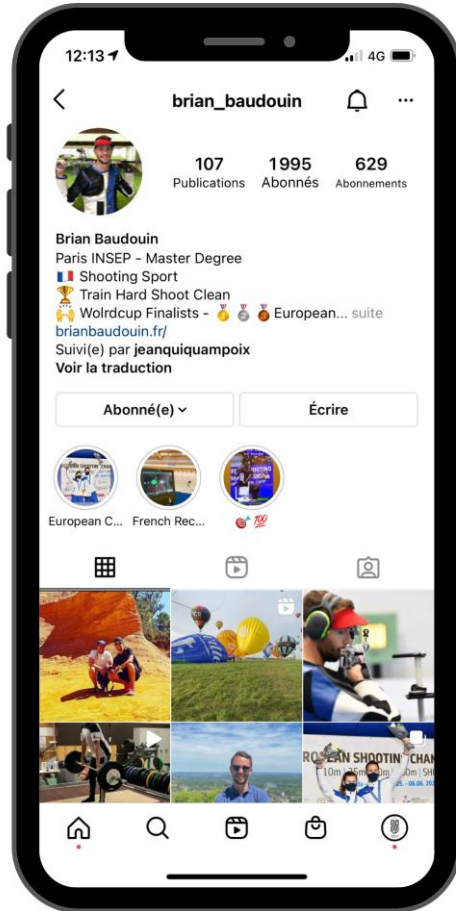 12:13
4G
brian_baudouin
107
1995
629
Publications
Abonnés
Abonnements
Brian Baudouin
Paris INSEP - Master Degree
🇫🇷 Shooting Sport
🏆 Train Hard Shoot Clean
🙌 Wolrdcup Finalists - 🥇 🥈 🥉 European... suite
brianbaudouin.fr/
Suivi(e) par jeanquiquampoix
Voir la traduction
Abonné(e)
Écrire
European C...
French Rec...
🎯 💯